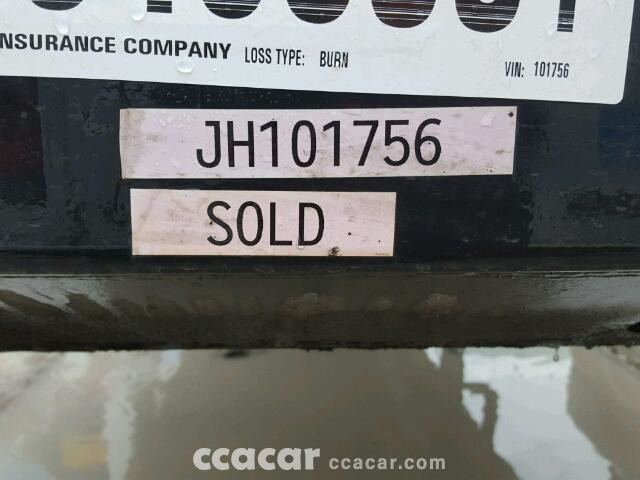 NSURANCE COMPANY LOSS TYPE: BURN VIN: 101756
JH101756
SOLD
ccacar ccacar.com